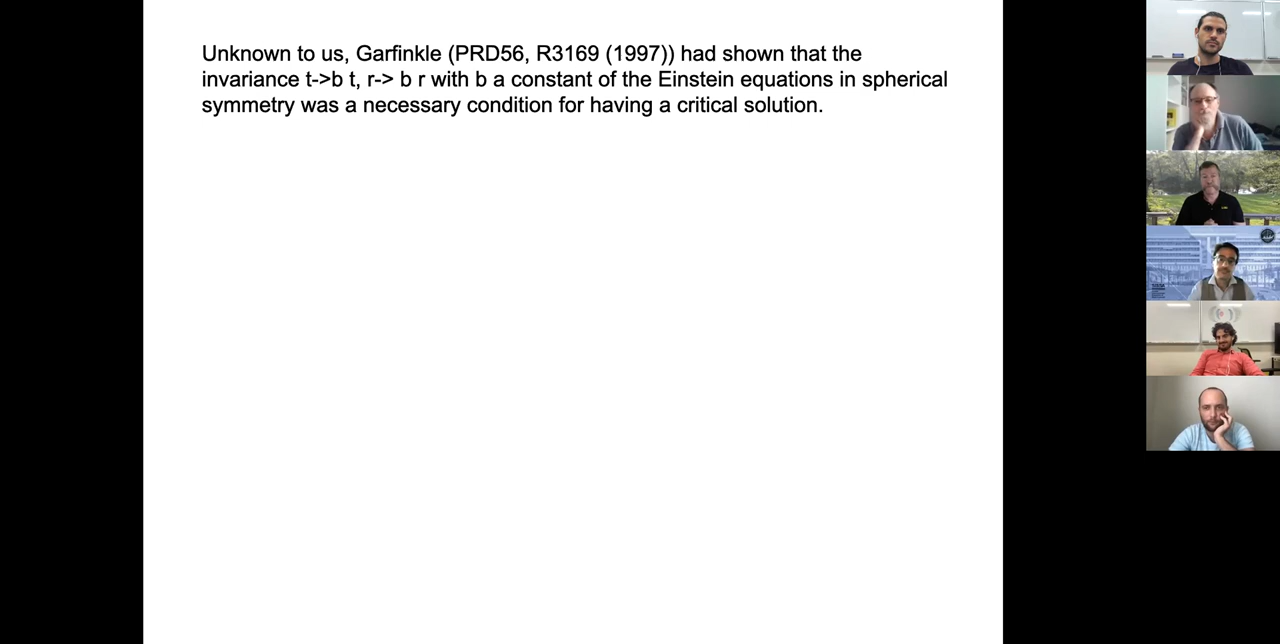 Unknown to us, Garfinkle (PRD56, R3169 (1997)) had shown that the
invariance t->b t, r-> b r with b a constant of the Einstein equations in spherical
symmetry was a necessary condition for having a critical solution.